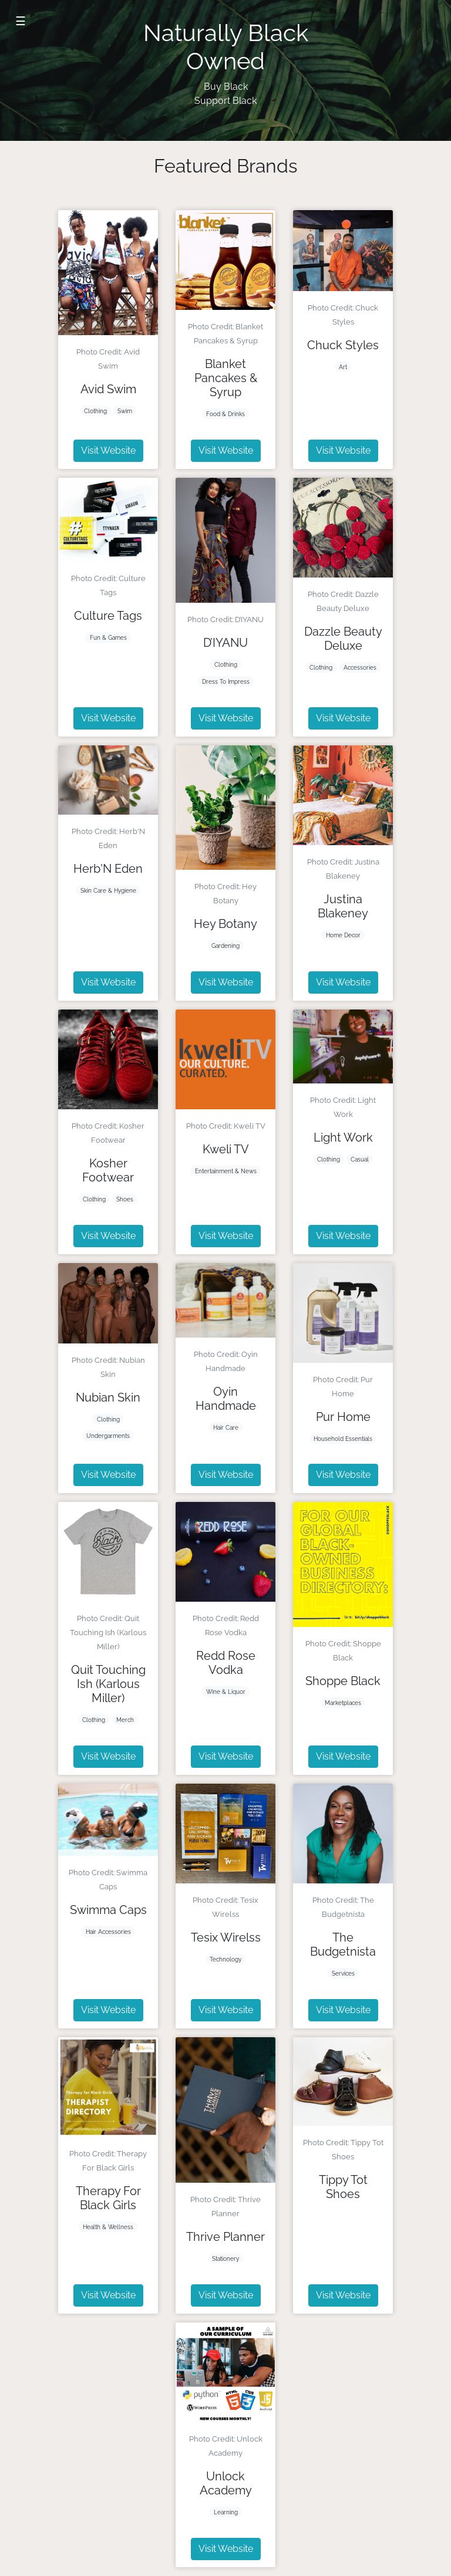 ☰
Naturally Black
Owned
Buy Black
Support Black
Featured Brands
Photo Credit: Avid
Swim
Avid Swim
Clothing Swim
Visit Website
blanket
Photo Credit: Blanket
Pancakes & Syrup
Blanket
Pancakes &
Syrup
Food & Drinks
Visit Website
Photo Credit: Chuck
Styles
Chuck Styles
Art
Visit Website
#
CULTURETAGS
Photo Credit: Culture
Tags
Culture Tags
Fun & Games
Visit Website
Photo Credit: D'IYANU
D'IYANU
Clothing
Dress To Impress
Visit Website
Photo Credit: Dazzle
Beauty Deluxe
Dazzle Beauty
Deluxe
Clothing Accessories
Visit Website
Photo Credit: Herb'N
Eden
Herb'N Eden
Skin Care & Hygiene
Visit Website
Photo Credit: Hey
Botany
Hey Botany
Gardening
Visit Website
Photo Credit: Justina
Blakeney
Justina
Blakeney
Home Decor
Visit Website
Photo Credit: Kosher
Footwear
Kosher
Footwear
Clothing Shoes
Visit Website
kweliTV
OUR CULTURE.
CURATED.
Photo Credit: Kweli TV
Kweli TV
Entertainment & News
Visit Website
Photo Credit: Light
Work
Light Work
Clothing Casual
Visit Website
Photo Credit: Nubian
Skin
Nubian Skin
Clothing
Undergarments
Visit Website
Photo Credit: Oyin
Handmade
Oyin
Handmade
Hair Care
Visit Website
Photo Credit: Pur
Home
Pur Home
Household Essentials
Visit Website
Black
Photo Credit: Quit
Touching Ish (Karlous
Miller)
Quit Touching
Ish (Karlous
Miller)
Clothing Merch
Visit Website
REDD ROSE
Photo Credit: Redd
Rose Vodka
Redd Rose
Vodka
Wine & Liquor
Visit Website
FOR OUR
GLOBAL
BLACK-
OWNED
BUSINESS
DIRECTORY:
Photo Credit: Shoppe
Black
Shoppe Black
Marketplaces
Visit Website
Photo Credit: Swimma
Caps
Swimma Caps
Hair Accessories
Visit Website
Photo Credit: Tesix
Wirelss
Tesix Wirelss
Technology
Visit Website
Photo Credit: The
Budgetnista
The
Budgetnista
Services
Visit Website
Therapy for Black Girls
THERAPIST
DIRECTORY
Photo Credit: Therapy
For Black Girls
Therapy For
Black Girls
Health & Wellness
Visit Website
THRIVE
PLANNER
Photo Credit: Thrive
Planner
Thrive Planner
Stationery
Visit Website
Photo Credit: Tippy Tot
Shoes
Tippy Tot
Shoes
Visit Website
A SAMPLE OF
OUR CURRICULUM
python
HTML CSS JS
WordPress
NEW COURSES MONTHLY!
Photo Credit: Unlock
Academy
Unlock
Academy
Learning
Visit Website